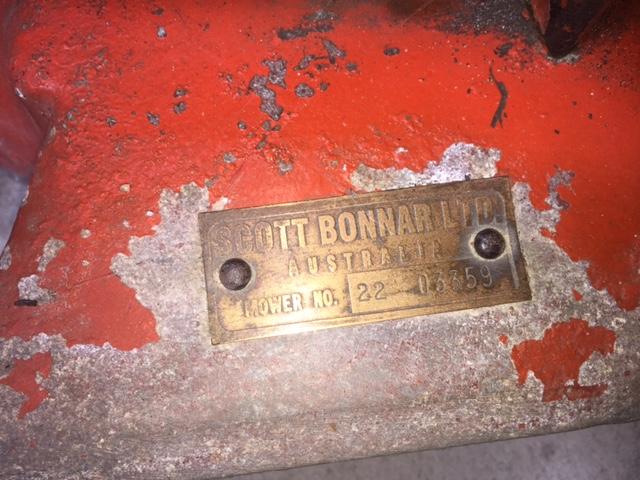 SCOTT BONNAR LTD.
AUSTRALIA
MOWER NO. 22 03359